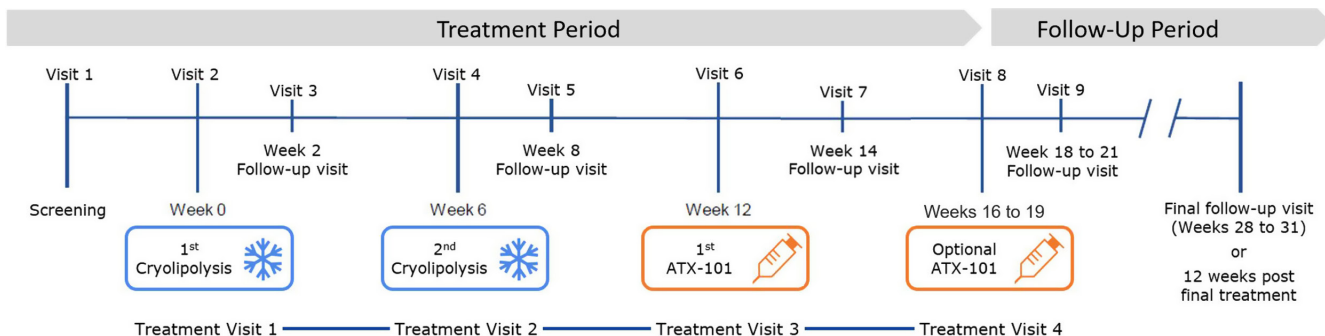 Treatment Period
Follow-Up Period
Visit 1
Visit 2
Visit 3
Visit 4
Visit 5
Visit 6
Visit 7
Visit 8
Visit 9
Week 2
Follow-up visit
Week 8
Follow-up visit
Week 14
Follow-up visit
Week 18 to 21
Follow-up visit
Screening
Week 0
Week 6
Week 12
Weeks 16 to 19
Final follow-up visit
(Weeks 28 to 31)
or
12 weeks post
final treatment
1st
Cryolipolysis
2nd
Cryolipolysis
1st
ATX-101
Optional
ATX-101
Treatment Visit 1
Treatment Visit 2
Treatment Visit 3
Treatment Visit 4